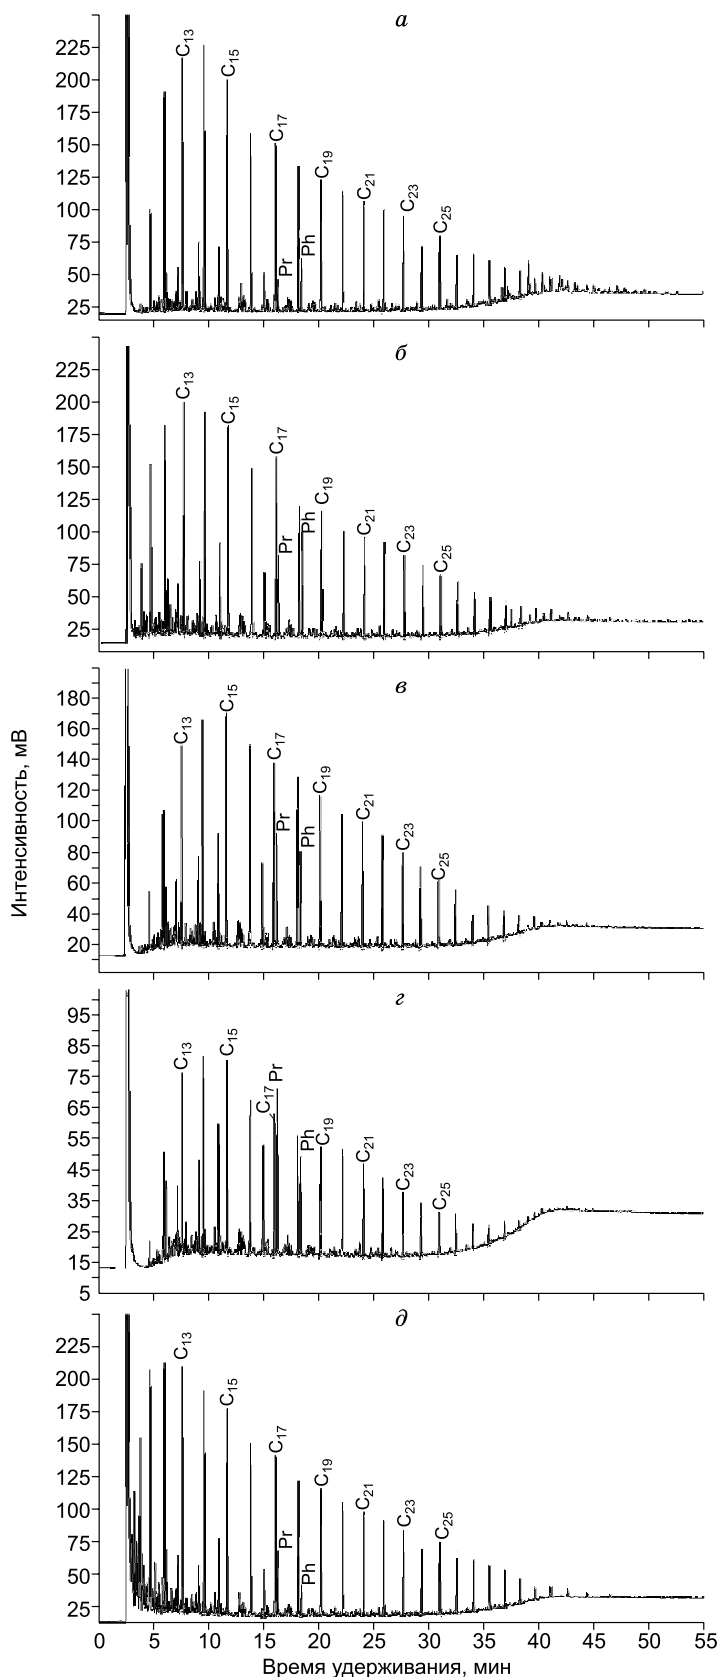 а
225
200
175
150
125
100
75
50
25
C13
C15
C17
Pr
Ph
C19
C21
C23
C25
б
225
200
175
150
125
100
75
50
25
C13
C15
C17
Pr
Ph
C19
C21
C23
C25
Интенсивность, мВ
в
180
160
140
120
100
80
60
40
20
C13
C15
C17
Pr
Ph
C19
C21
C23
C25
г
95
85
75
65
55
45
35
25
15
5
C13
C15
C17
Pr
Ph
C19
C21
C23
C25
д
225
200
175
150
125
100
75
50
25
C13
C15
C17
Pr
Ph
C19
C21
C23
C25
0 5 10 15 20 25 30 35 40 45 50 55
Время удерживания, мин